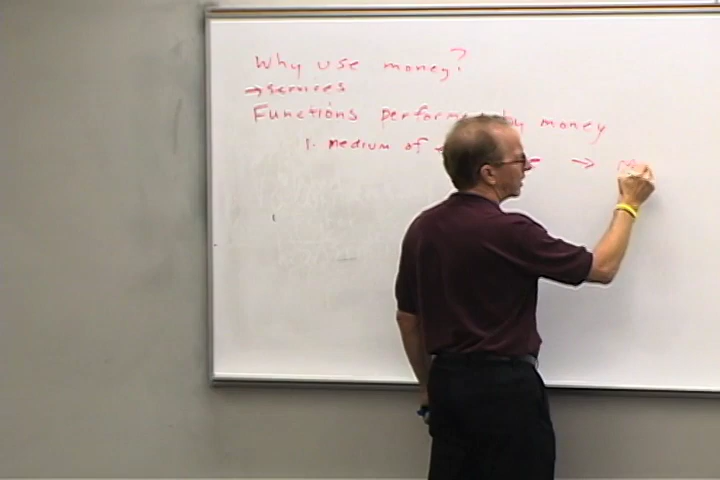 Why use money?
→services
Functions performed by money
1. medium of →